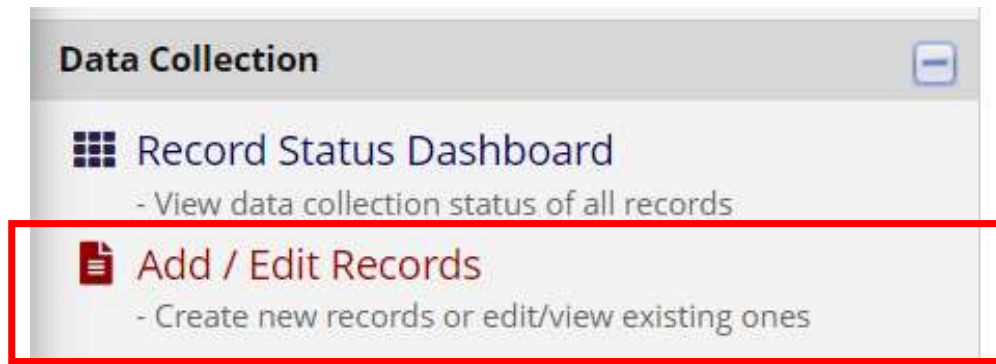 Data Collection
Record Status Dashboard
- View data collection status of all records
Add / Edit Records
- Create new records or edit/view existing ones